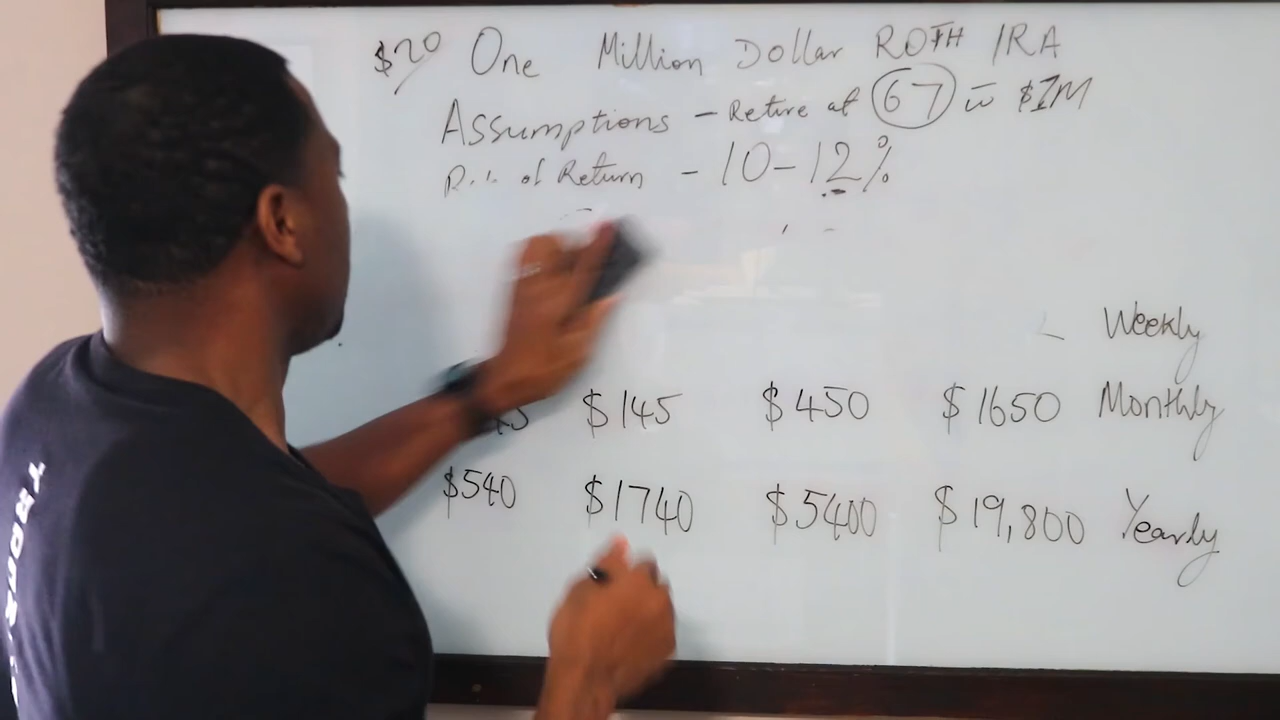 $20 One Million Dollar ROTH IRA
Assumptions - Retire at 67 w $1M
of Return - 10-12%
Weekly
$145 $450 $1650 Monthly
$540 $1740 $5400 $19,800 Yearly